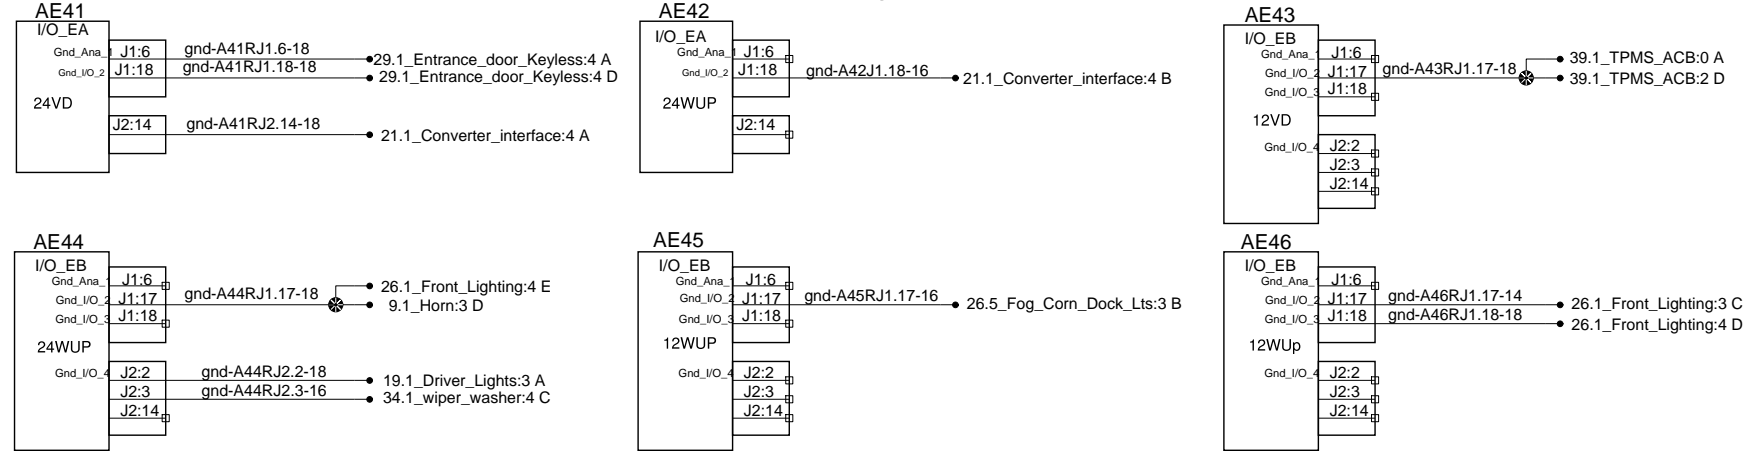 AE41
I/O_EA
Gnd_Ana_1 J1:6 gnd-A41RJ1.6-18 29.1_Entrance_door_Keyless:4 A
Gnd_I/O_2 J1:18 gnd-A41RJ1.18-18 29.1_Entrance_door_Keyless:4 D
24VD
J2:14 gnd-A41RJ2.14-18 21.1_Converter_interface:4 A
AE42
I/O_EA
Gnd_Ana_1 J1:6
Gnd_I/O_2 J1:18 gnd-A42J1.18-16 21.1_Converter_interface:4 B
24WUP
J2:14
AE43
I/O_EB
Gnd_Ana_1 J1:6 39.1_TPMS_ACB:0 A
Gnd_I/O_2 J1:17 gnd-A43RJ1.17-18 39.1_TPMS_ACB:2 D
Gnd_I/O_3 J1:18
12VD
Gnd_I/O_4 J2:2
J2:3
J2:14
AE44
I/O_EB
Gnd_Ana_1 J1:6 26.1_Front_Lighting:4 E
Gnd_I/O_2 J1:17 gnd-A44RJ1.17-18 9.1_Horn:3 D
Gnd_I/O_3 J1:18
24WUP
Gnd_I/O_4 J2:2 gnd-A44RJ2.2-18 19.1_Driver_Lights:3 A
J2:3 gnd-A44RJ2.3-16 34.1_wiper_washer:4 C
J2:14
AE45
I/O_EB
Gnd_Ana_1 J1:6
Gnd_I/O_2 J1:17 gnd-A45RJ1.17-16 26.5_Fog_Corn_Dock_Lts:3 B
Gnd_I/O_3 J1:18
12WUP
Gnd_I/O_4 J2:2
J2:3
J2:14
AE46
I/O_EB
Gnd_Ana_1 J1:6
Gnd_I/O_2 J1:17 gnd-A46RJ1.17-14 26.1_Front_Lighting:3 C
Gnd_I/O_3 J1:18 gnd-A46RJ1.18-18 26.1_Front_Lighting:4 D
12WUp
Gnd_I/O_4 J2:2
J2:3
J2:14